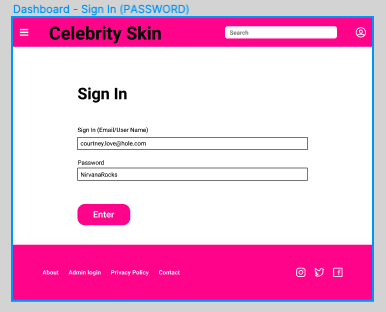 Dashboard - Sign In (PASSWORD)
Celebrity Skin
Search
Sign In
Sign In (Email/User Name)
courtney.love@hole.com
Password
NirvanaRocks
Enter
About Admin login Privacy Policy Contact